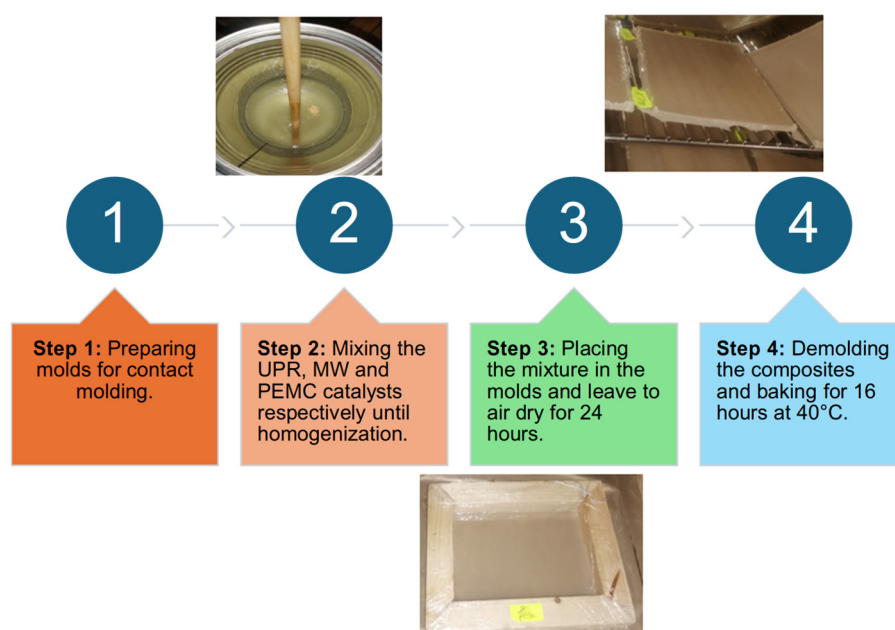 1
2
3
4
Step 1: Preparing
molds for contact
molding.
Step 2: Mixing the
UPR, MW and
PEMC catalysts
respectively until
homogenization.
Step 3: Placing
the mixture in the
molds and leave to
air dry for 24
hours.
Step 4: Demolding
the composites
and baking for 16
hours at 40°C.